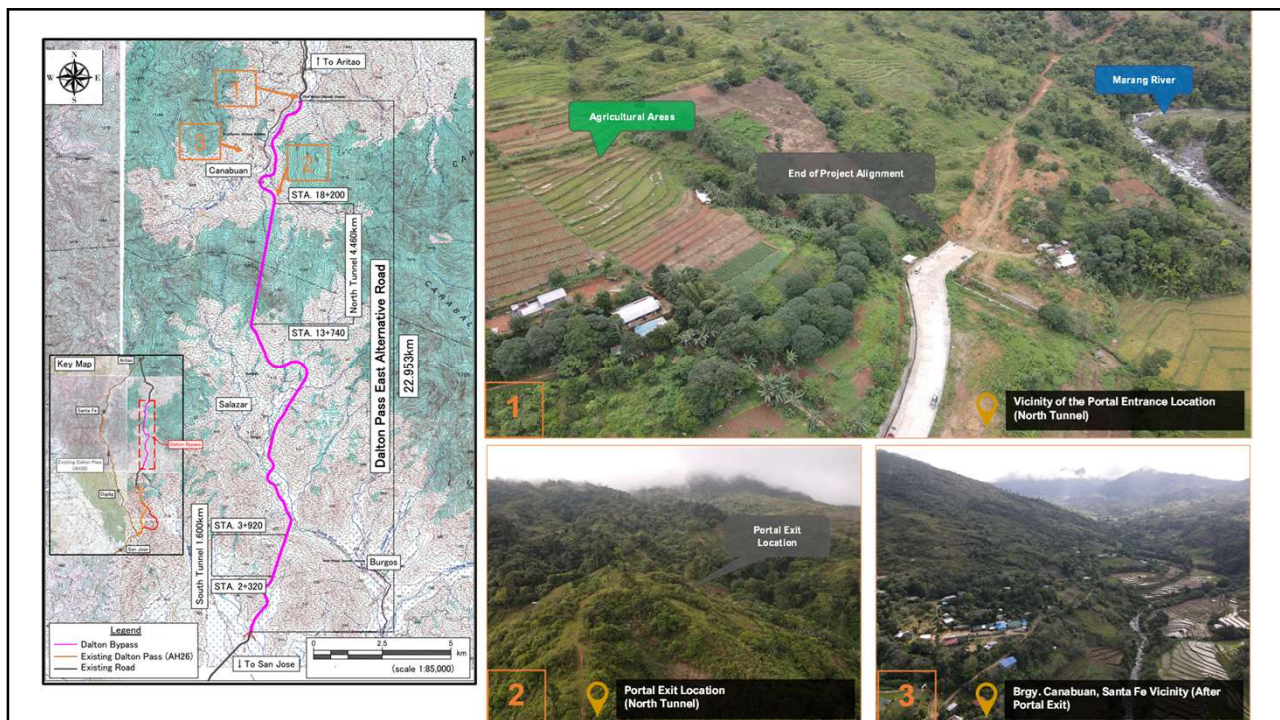 N
W
E
S
↑ To Aritao
1
3
2
Canabuan
STA. 18+200
North Tunnel 4.460km
Dalton Pass East Alternative Road
22.953km
STA. 13+740
CARABAL
Key Map
Aritao
Santa Fe
Dalton Bypass
Existing Dalton Pass
(AH26)
Digdig
San Jose
Salazar
South Tunnel 1.600km
STA. 3+920
STA. 2+320
Burgos
Legend
Dalton Bypass
Existing Dalton Pass (AH26)
Existing Road
↓ To San Jose
0
2.5
5
km
(scale 1:85,000)
Agricultural Areas
End of Project Alignment
Marang River
1
Vicinity of the Portal Entrance Location
(North Tunnel)
Portal Exit
Location
2
Portal Exit Location
(North Tunnel)
3
Brgy. Canabuan, Santa Fe Vicinity (After
Portal Exit)